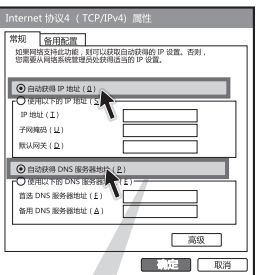 Internet 协议4 （TCP/IPv4）属性
常规 备用配置
如果网络支持此功能，则可以获取自动获得的 IP 设置。否则，
您需要从网络系统管理员处获得适当的 IP 设置。
自动获得 IP 地址（O）
使用以下的 IP 地址（S
IP 地址（I）
子网掩码（U）
默认网关（D）
自动获得 DNS 服务器地址（B）
使用以下的 DNS 服务器地
首选 DNS 服务器地址（F）
备用 DNS 服务器地址（A）
高级
确定 取消